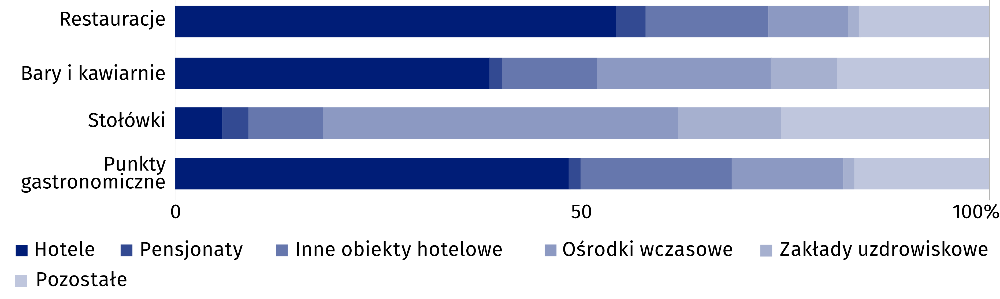 Restauracje
Bary i kawiarnie
Stołówki
Punkty
gastronomiczne
0 50 100%
Hotele Pensjonaty Inne obiekty hotelowe Ośrodki wczasowe Zakłady uzdrowiskowe
Pozostałe